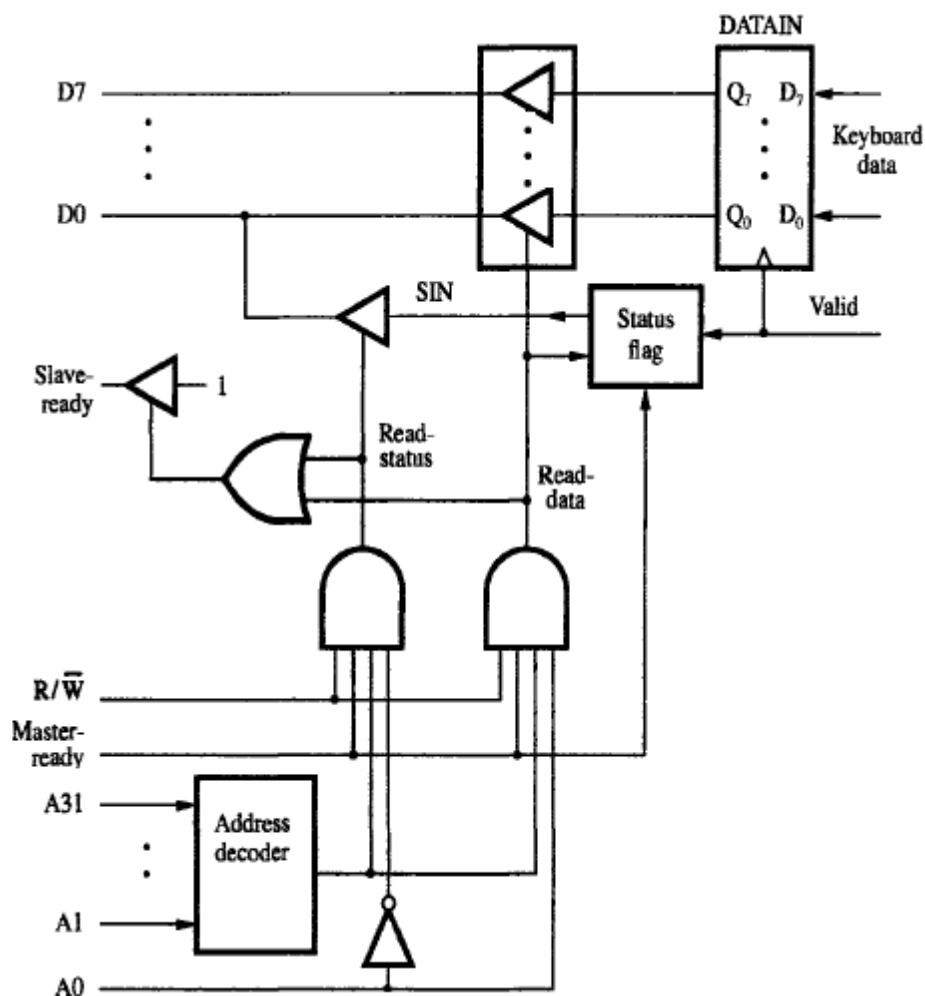 DATAIN
D7
Q₇ D₇
Keyboard
data
D0
Q₀ D₀
SIN
Status
flag
Valid
Slave-
ready
1
Read-
status
Read-
data
R/W̅
Master-
ready
A31
Address
decoder
A1
A0